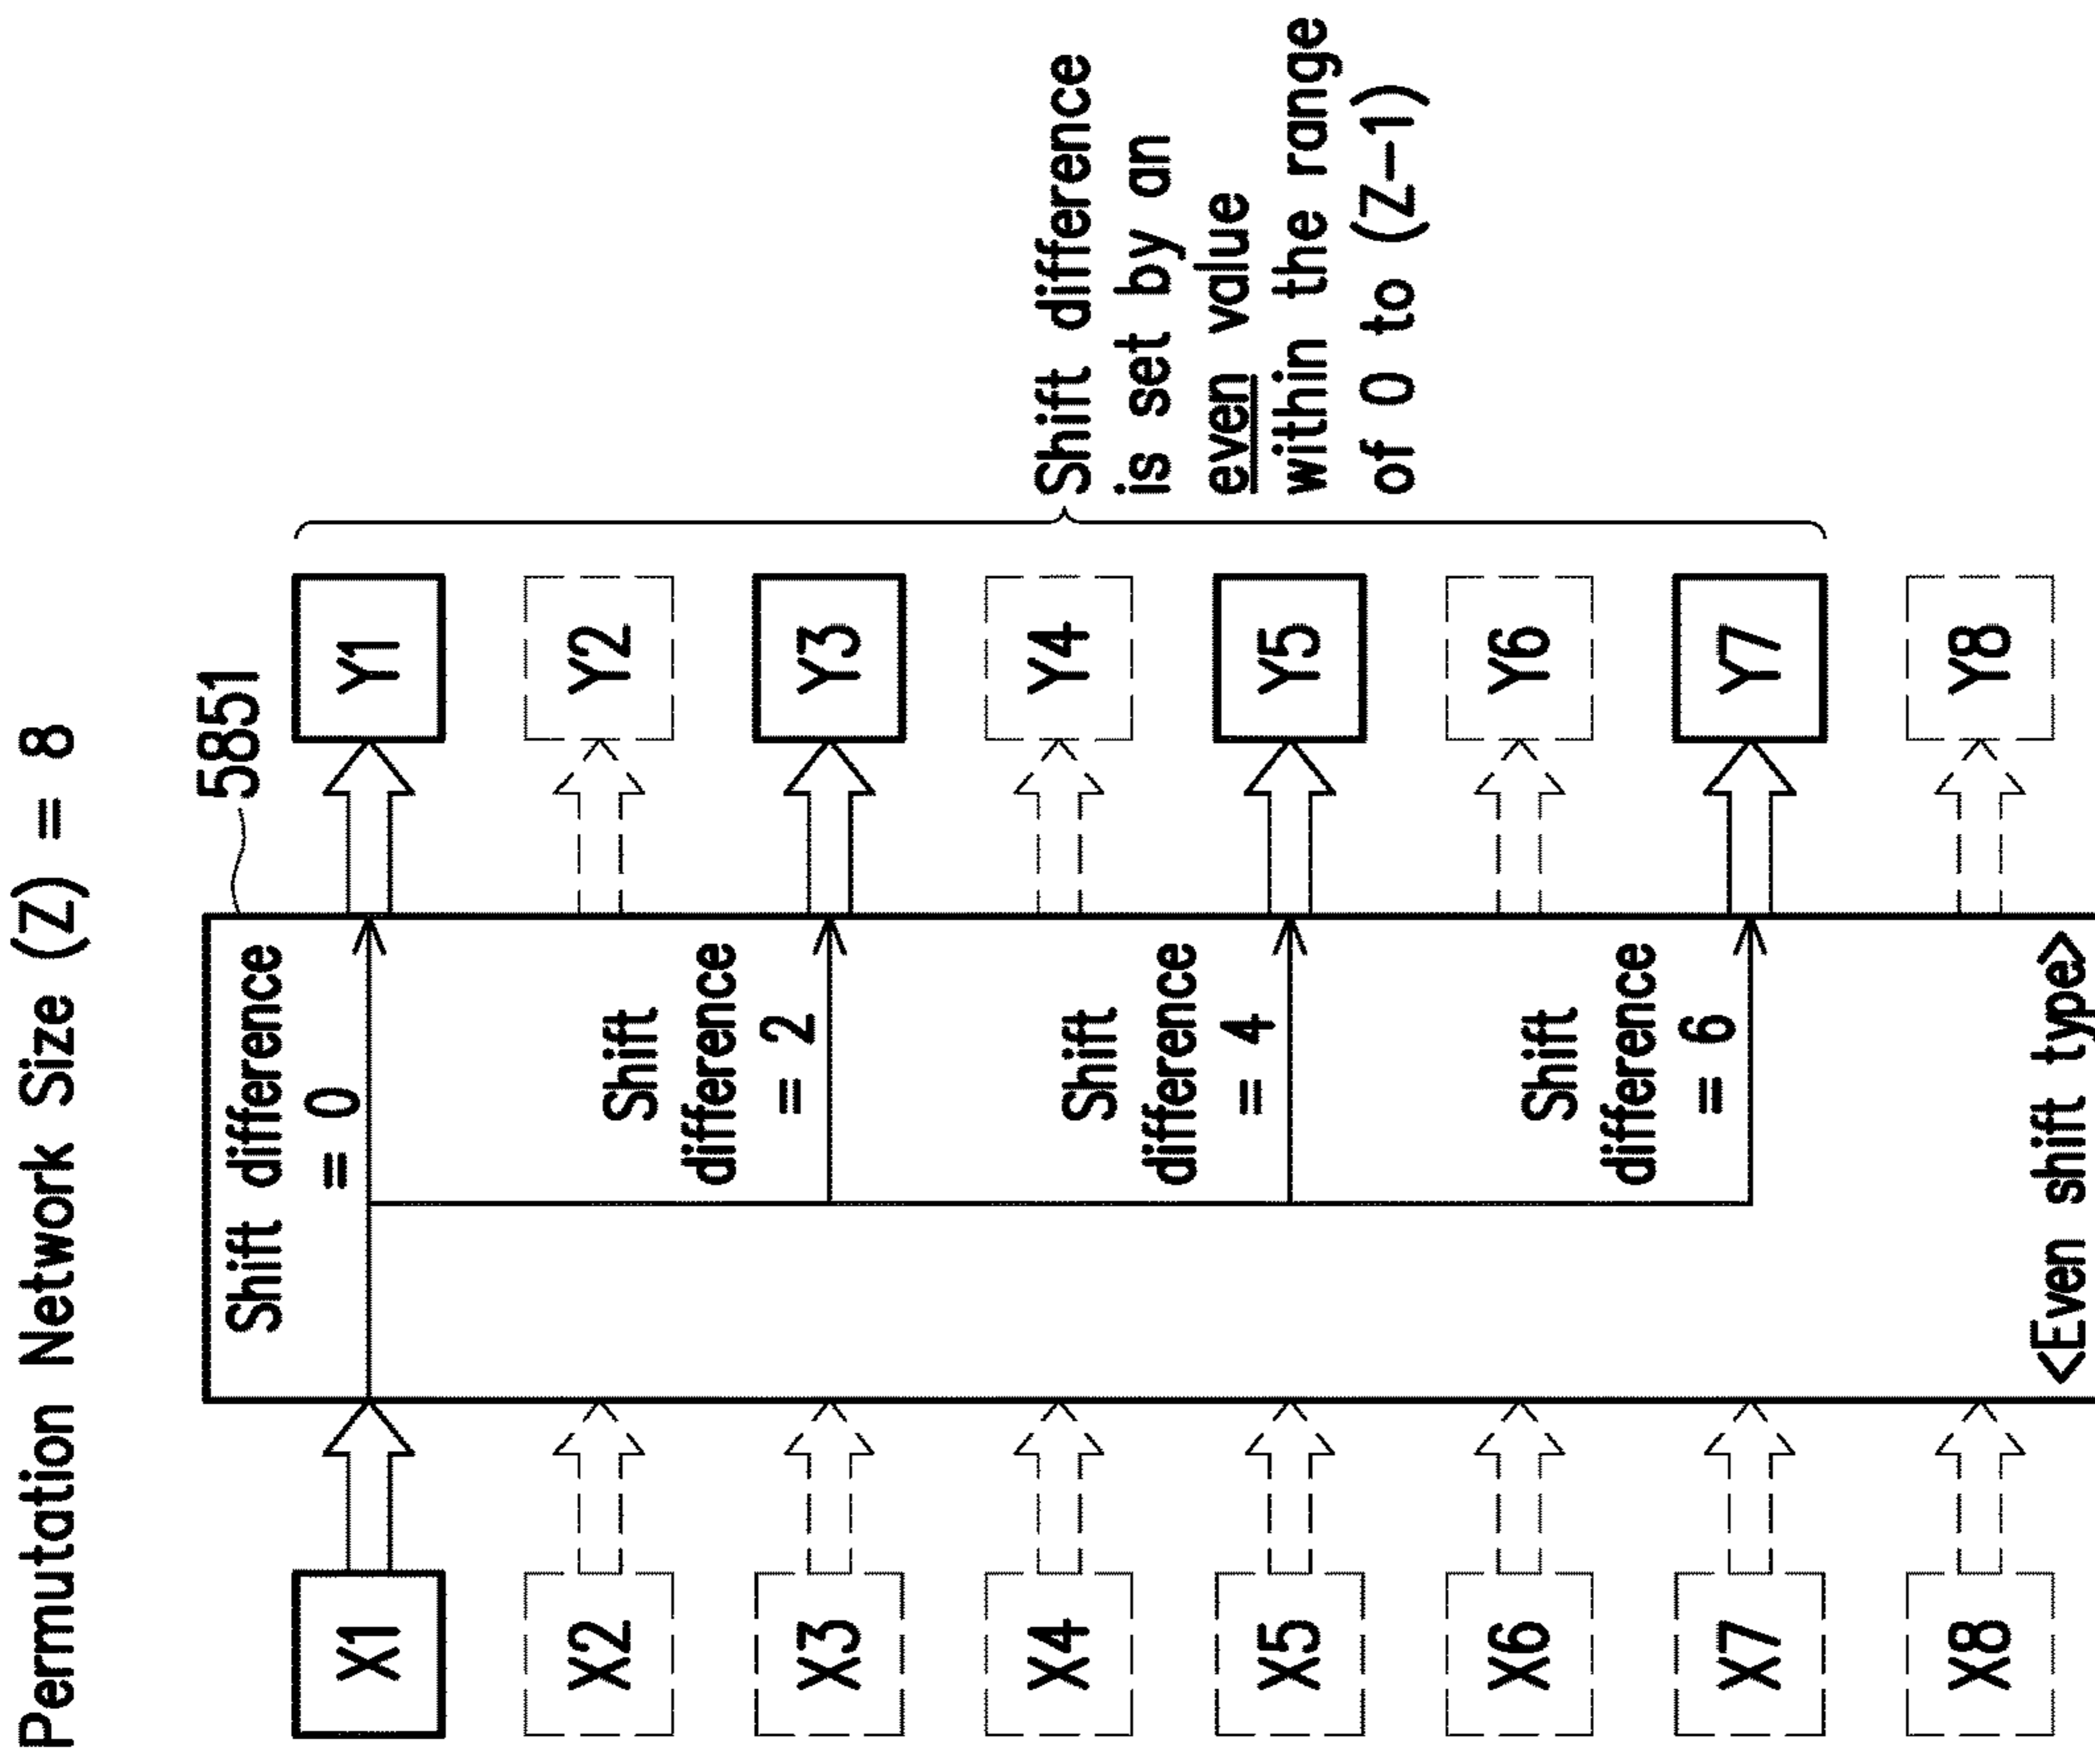 Permutation Network Size (Z) = 8
5851
X1
Shift difference
= 0
Y1
X2
Y2
X3
Shift
difference
= 2
Y3
X4
Y4
X5
Shift
difference
= 4
Y5
X6
Y6
X7
Shift
difference
= 6
Y7
X8
Y8
<Even shift type>
Shift difference
is set by an
even value
within the range
of 0 to (Z-1)